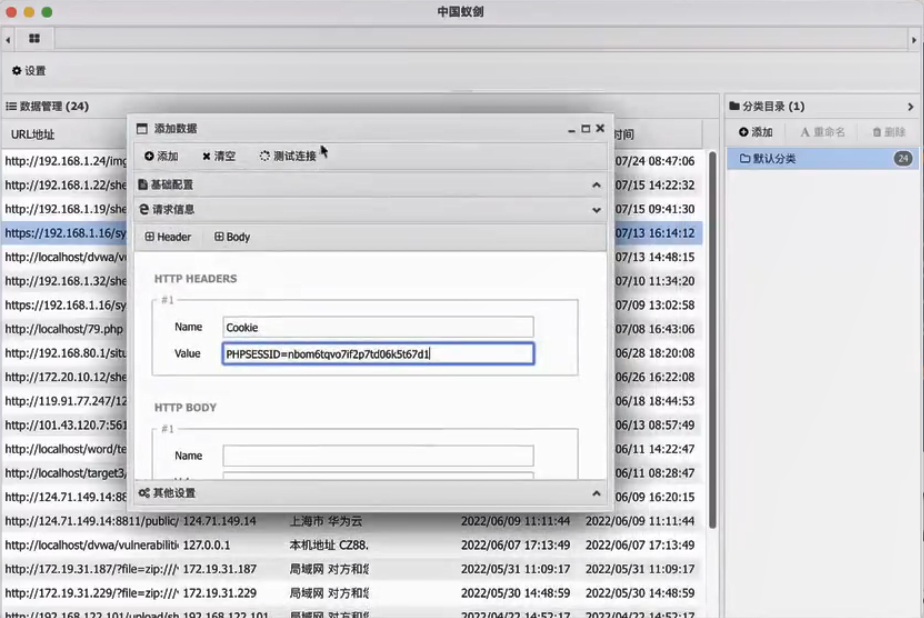 中国蚁剑
设置
数据管理 (24)
分类目录 (1)
URL地址
时间
添加 重命名 删除
默认分类 24
添加数据
添加 清空 测试连接
基础配置
请求信息
Header Body
HTTP HEADERS
#1
Name Cookie
Value PHPSESSID=nbom6tqvo7if2p7td06k5t67d1
HTTP BODY
#1
Name
其他设置
http://192.168.1.24/img 07/24 08:47:06
http://192.168.1.22/she 07/15 14:22:32
http://192.168.1.19/she 07/15 09:41:30
https://192.168.1.16/sy 07/13 16:14:12
http://localhost/dvwa/vu 07/13 14:48:15
http://192.168.1.32/she 07/10 11:34:20
https://192.168.1.16/sy 07/09 13:02:58
http://localhost/79.php 07/08 16:43:06
http://192.168.80.1/situ 06/28 18:20:08
http://172.20.10.12/she 06/26 16:22:08
http://119.91.77.247/12 06/18 18:44:53
http://101.43.120.7:561 06/13 08:57:49
http://localhost/word/te 06/11 14:22:47
http://localhost/target3/ 06/11 08:28:47
http://124.71.149.14:88 06/09 16:20:15
http://124.71.149.14:8811/public/ 124.71.149.14 上海市 华为云 2022/06/09 11:11:44 2022/06/09 11:11:44
http://localhost/dvwa/vulnerabiliti 127.0.0.1 本机地址 CZ88. 2022/06/07 17:13:49 2022/06/07 17:13:49
http://172.19.31.187/?file=zip:/// 172.19.31.187 局域网 对方和您 2022/05/31 11:09:17 2022/05/31 11:09:17
http://172.19.31.229/?file=zip:/// 172.19.31.229 局域网 对方和您 2022/05/30 14:48:59 2022/05/30 14:48:59
http://192.168.122.101/upload/sh 192.168.122.101 局域网 对方和您 2022/04/22 14:52:17 2022/04/22 14:52:17